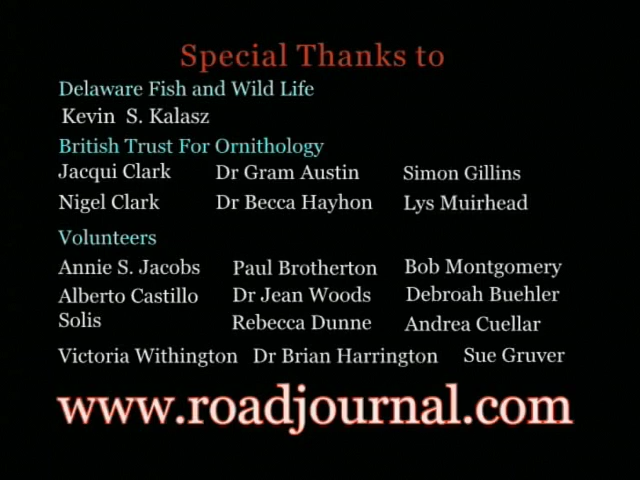 Special Thanks to
Delaware Fish and Wild Life
Kevin S. Kalasz
British Trust For Ornithology
Jacqui Clark Dr Gram Austin Simon Gillins
Nigel Clark Dr Becca Hayhon Lys Muirhead
Volunteers
Annie S. Jacobs Paul Brotherton Bob Montgomery
Alberto Castillo Dr Jean Woods Debroah Buehler
Solis Rebecca Dunne Andrea Cuellar
Victoria Withington Dr Brian Harrington Sue Gruver
www.roadjournal.com